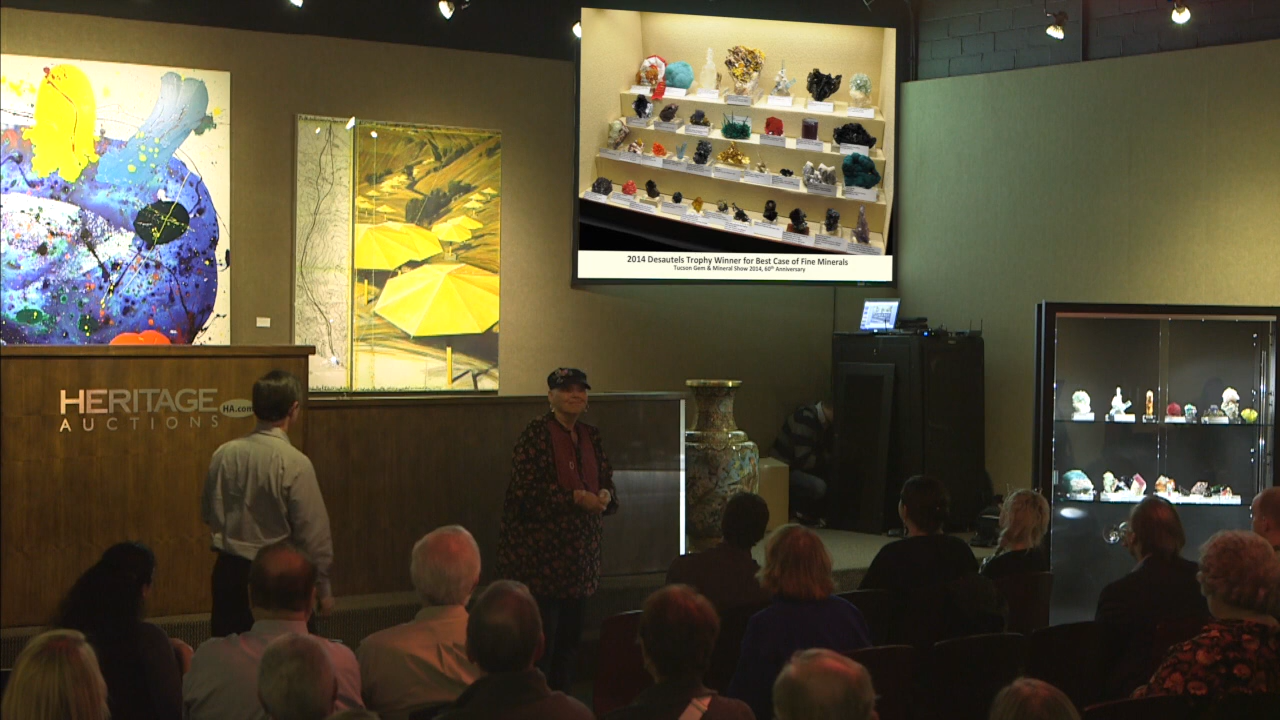 2014 Desautels Trophy Winner for Best Case of Fine Minerals
Tucson Gem & Mineral Show 2014, 60th Anniversary
HERITAGE
HA.com
AUCTIONS